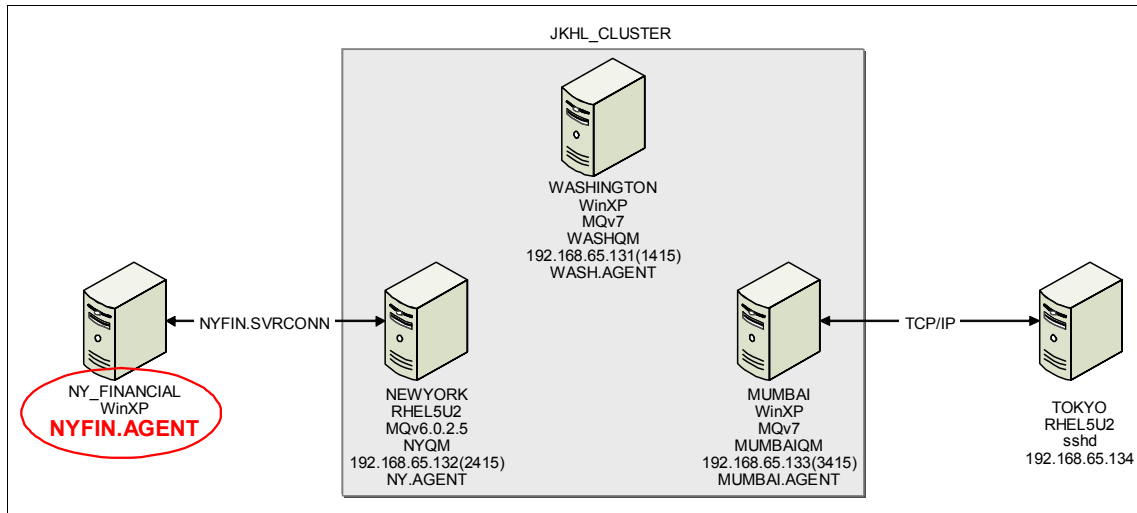 JKHL_CLUSTER
WASHINGTON
WinXP
MQv7
WASHQM
192.168.65.131(1415)
WASH.AGENT
NYFIN.SVRCONN
TCP/IP
NY_FINANCIAL
WinXP
NYFIN.AGENT
NEWYORK
RHEL5U2
MQv6.0.2.5
NYQM
192.168.65.132(2415)
NY.AGENT
MUMBAI
WinXP
MQv7
MUMBAIQM
192.168.65.133(3415)
MUMBAI.AGENT
TOKYO
RHEL5U2
sshd
192.168.65.134